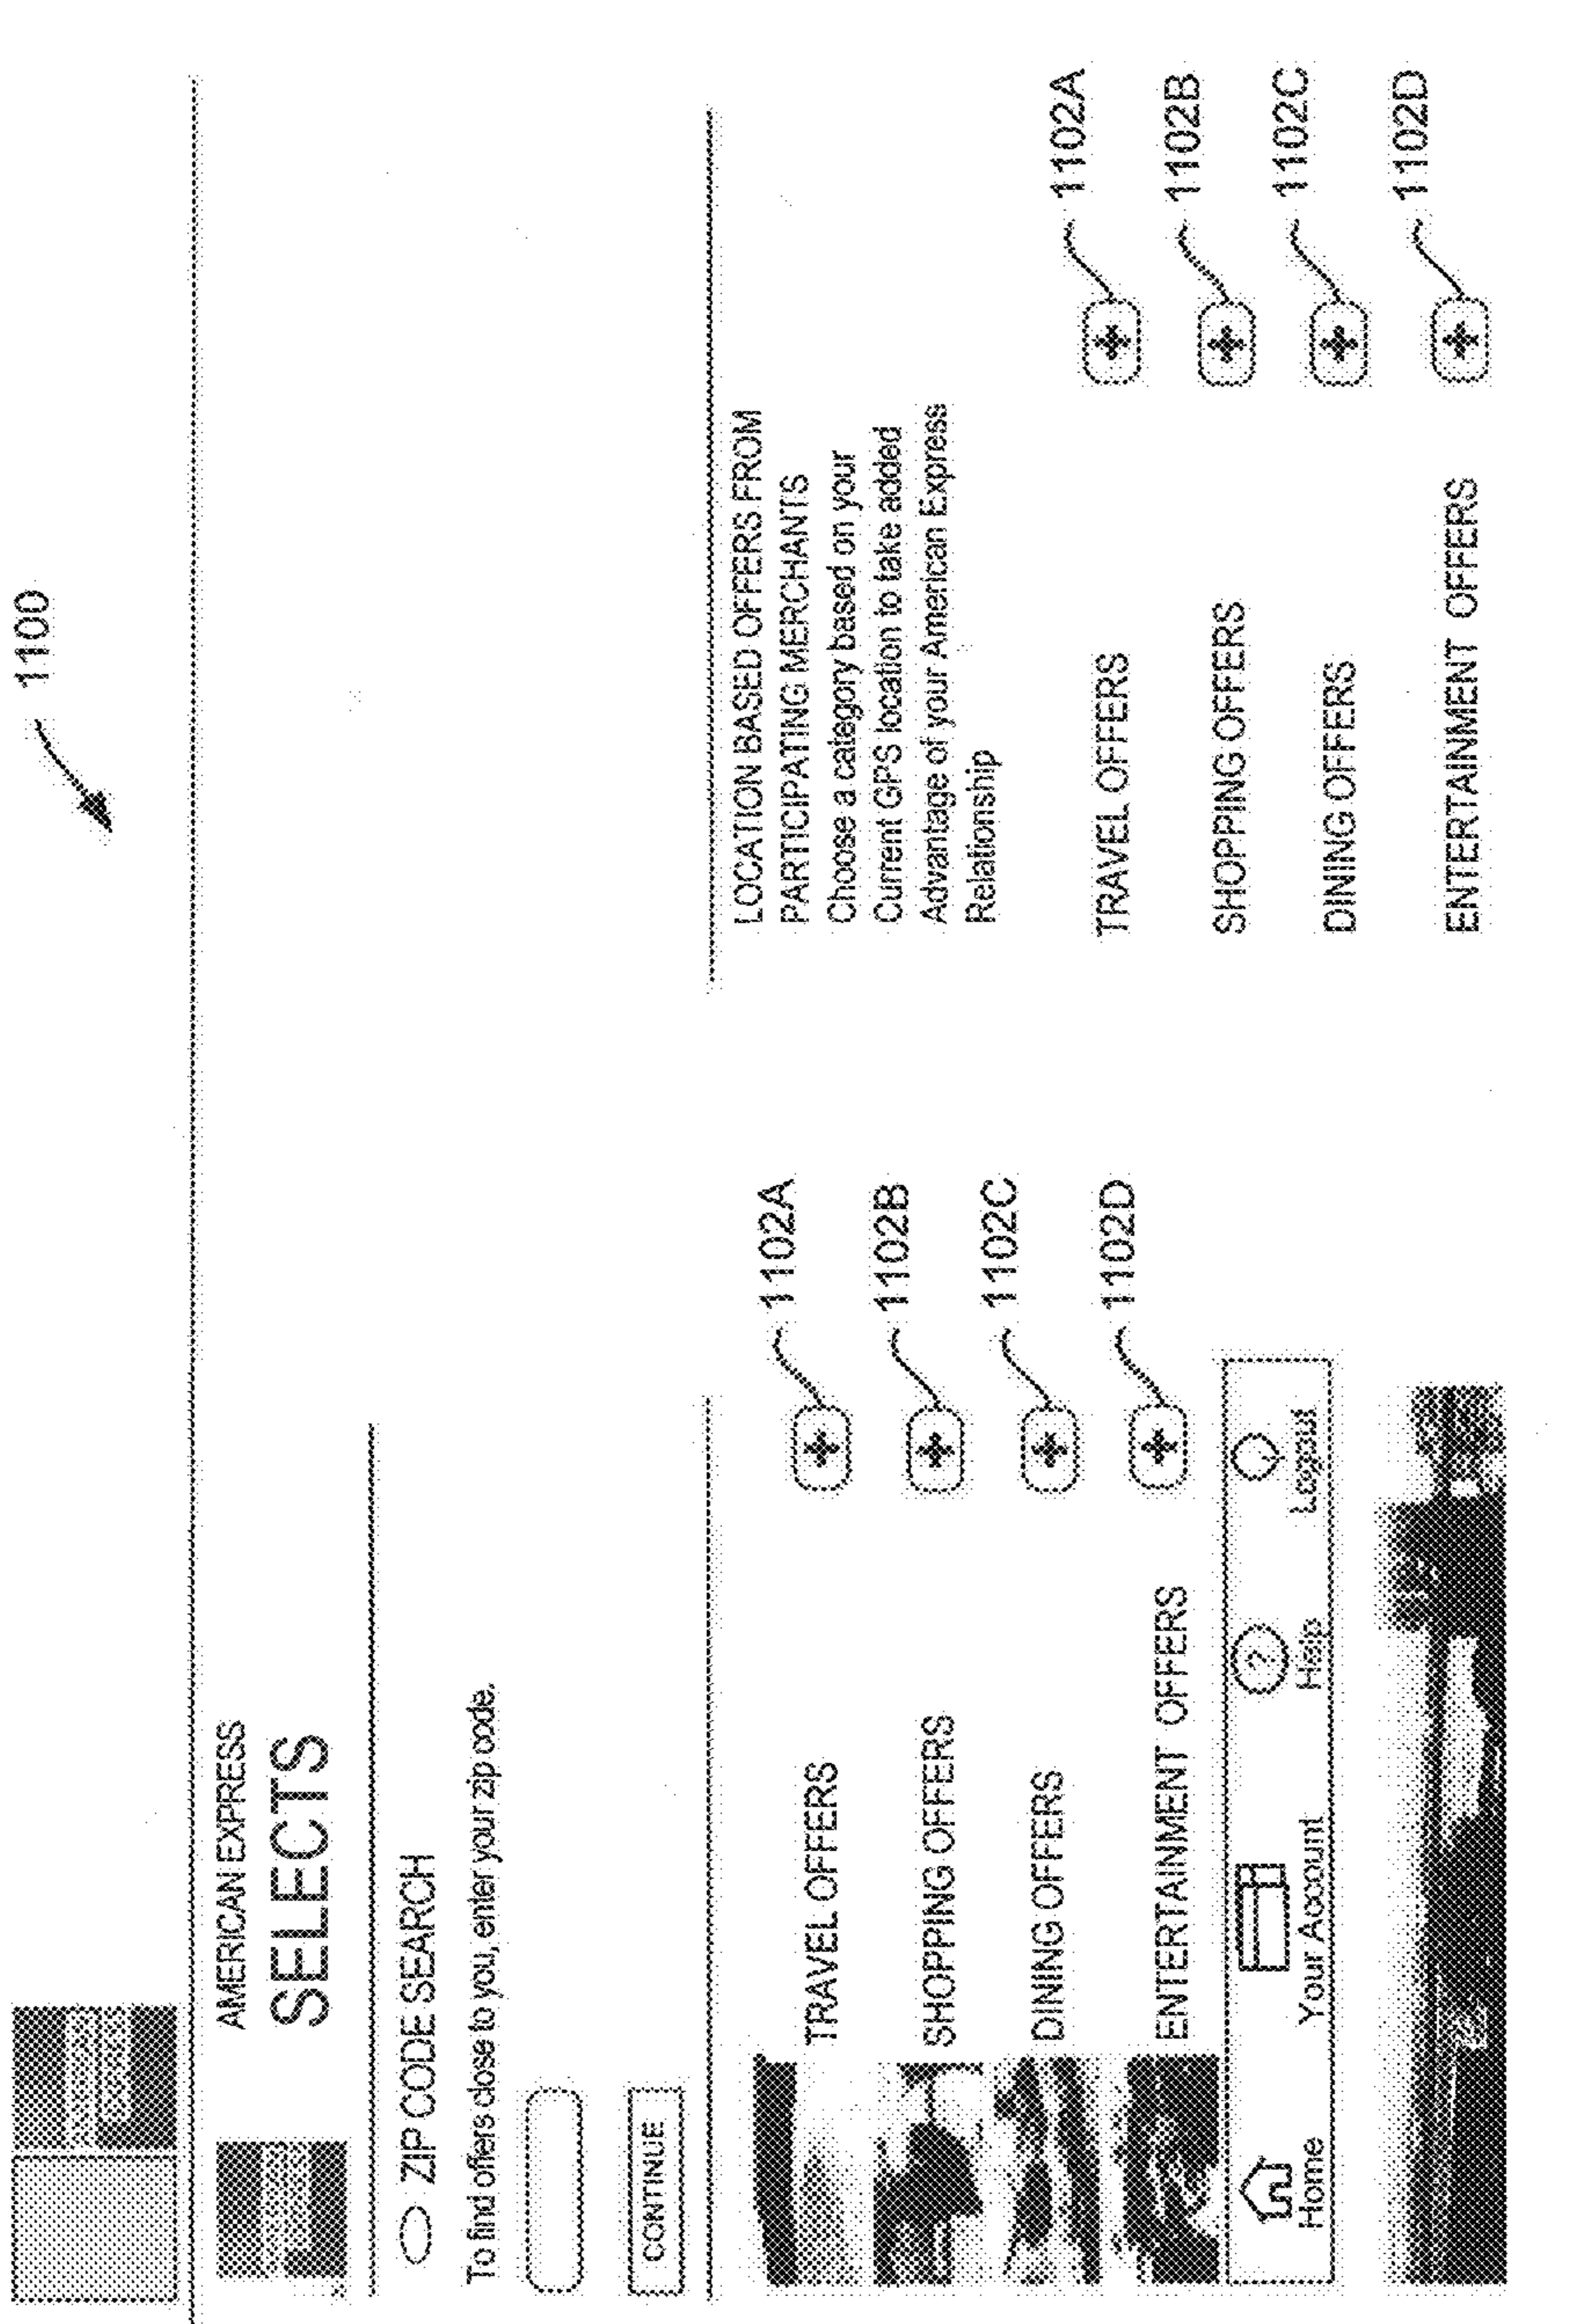 1100
AMERICAN EXPRESS
SELECTS
ZIP CODE SEARCH
To find offers close to you, enter your zip code.
CONTINUE
TRAVEL OFFERS
1102A
SHOPPING OFFERS
1102B
DINING OFFERS
1102C
ENTERTAINMENT OFFERS
1102D
Home
Your Account
?
Help
Logout
LOCATION BASED OFFERS FROM
PARTICIPATING MERCHANTS
Choose a category based on your
Current GPS location to take added
Advantage of your American Express
Relationship
TRAVEL OFFERS
1102A
SHOPPING OFFERS
1102B
DINING OFFERS
1102C
ENTERTAINMENT OFFERS
1102D